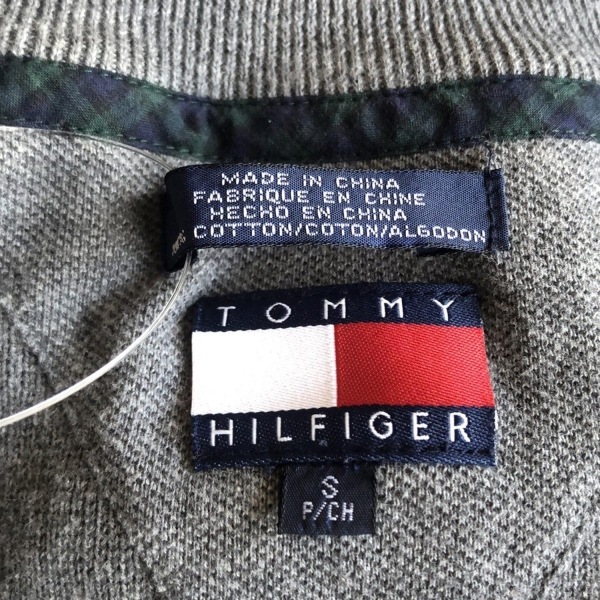 MADE IN CHINA
FABRIQUE EN CHINE
HECHO EN CHINA
COTTON/COTON/ALGODON
TOMMY
HILFIGER
S
P/CH